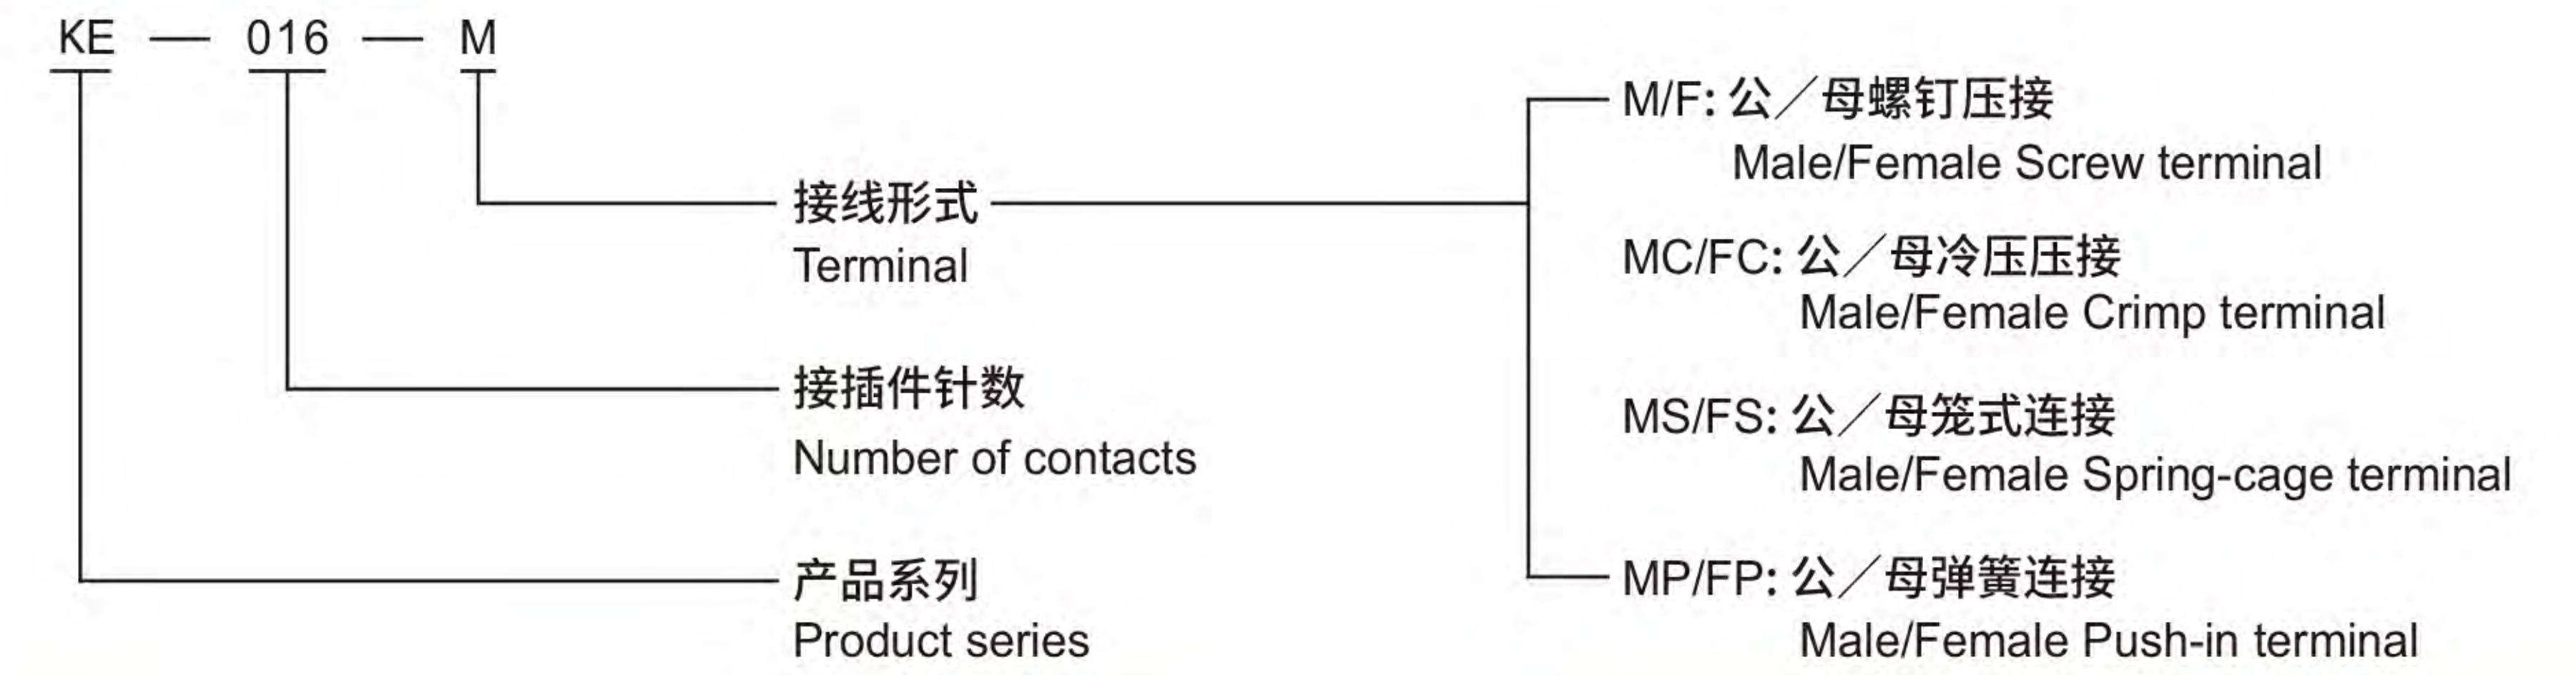 KE — 016 — M
M/F: 公／母螺钉压接
Male/Female Screw terminal
接线形式
Terminal
MC/FC: 公／母冷压压接
Male/Female Crimp terminal
接插件针数
Number of contacts
MS/FS: 公／母笼式连接
Male/Female Spring-cage terminal
产品系列
Product series
MP/FP: 公／母弹簧连接
Male/Female Push-in terminal